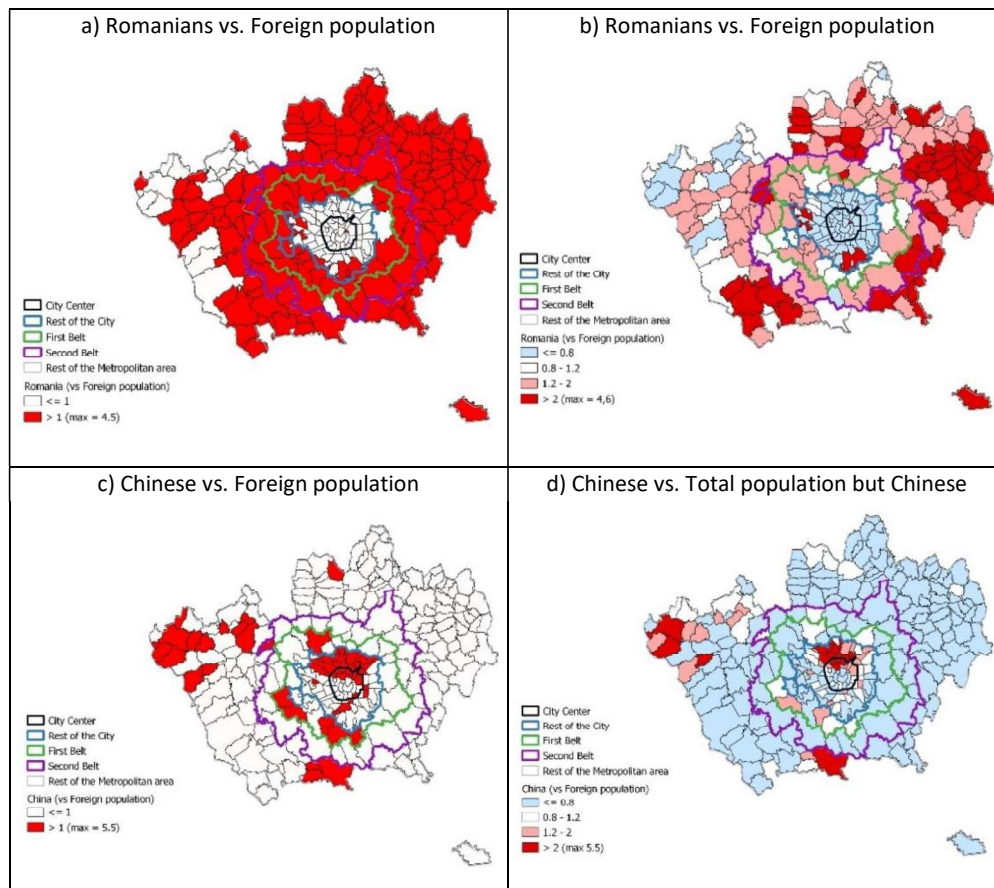 a) Romanians vs. Foreign population
City Center
Rest of the City
First Belt
Second Belt
Rest of the Metropolitan area
Romania (vs Foreign population)
<= 1
> 1 (max = 4.5)
b) Romanians vs. Foreign population
City Center
Rest of the City
First Belt
Second Belt
Rest of the Metropolitan area
Romania (vs Foreign population)
<= 0.8
0.8 - 1.2
1.2 - 2
> 2 (max = 4,6)
c) Chinese vs. Foreign population
City Center
Rest of the City
First Belt
Second Belt
Rest of the Metropolitan area
China (vs Foreign population)
<= 1
> 1 (max = 5.5)
d) Chinese vs. Total population but Chinese
City Center
Rest of the City
First Belt
Second Belt
Rest of the Metropolitan area
China (vs Foreign population)
<= 0.8
0.8 - 1.2
1.2 - 2
> 2 (max 5.5)